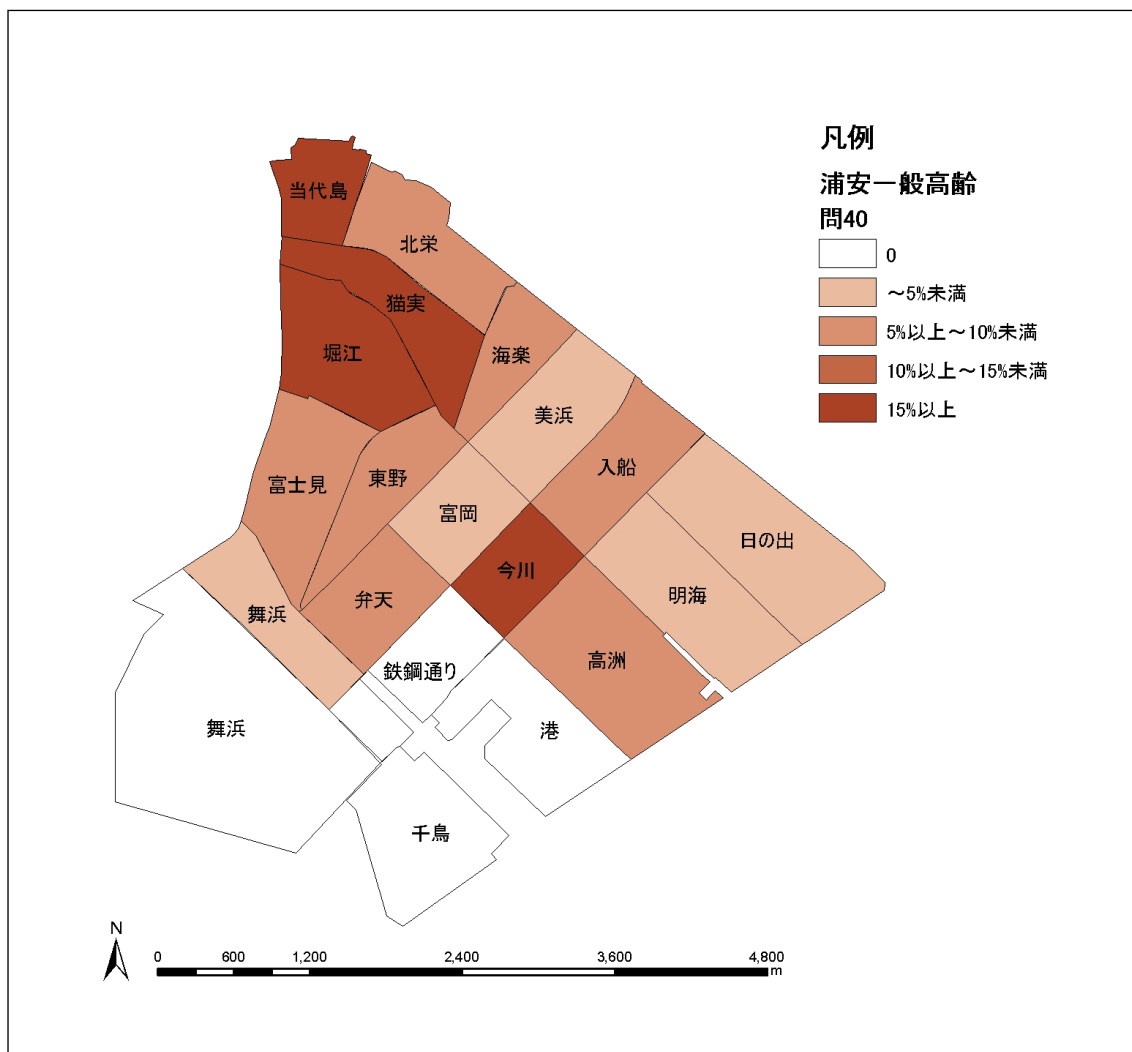 凡例
浦安一般高齢
問40
0
～5%未満
5%以上～10%未満
10%以上～15%未満
15%以上
当代島
北栄
猫実
堀江
海楽
美浜
入船
東野
富士見
富岡
日の出
今川
明海
弁天
舞浜
高洲
鉄鋼通り
舞浜
港
千鳥
N
0 600 1,200 2,400 3,600 4,800
m